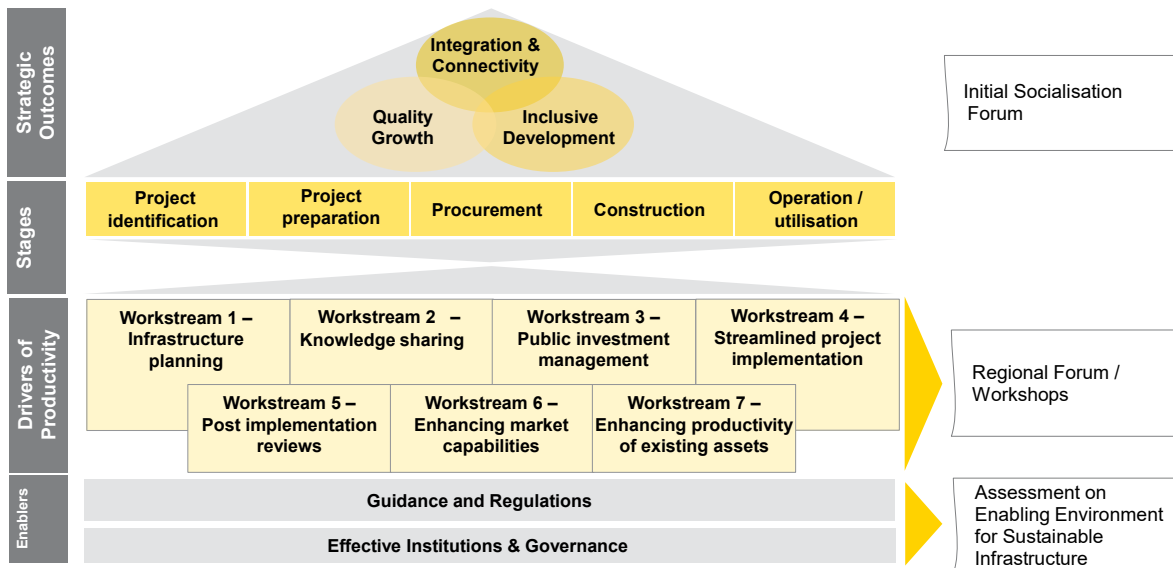 Strategic
Outcomes
Integration &
Connectivity
Quality
Growth
Inclusive
Development
Initial Socialisation
Forum
Stages
Project
identification
Project
preparation
Procurement
Construction
Operation /
utilisation
Drivers of
Productivity
Workstream 1 –
Infrastructure
planning
Workstream 2 –
Knowledge sharing
Workstream 3 –
Public investment
management
Workstream 4 –
Streamlined project
implementation
Workstream 5 –
Post implementation
reviews
Workstream 6 –
Enhancing market
capabilities
Workstream 7 –
Enhancing productivity
of existing assets
Regional Forum /
Workshops
Enablers
Guidance and Regulations
Effective Institutions & Governance
Assessment on
Enabling Environment
for Sustainable
Infrastructure